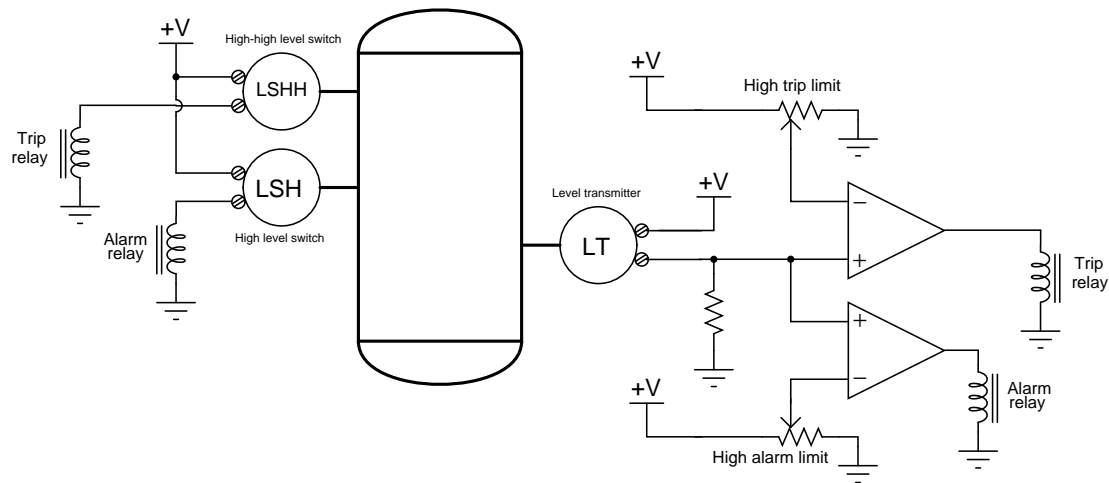 +V
High-high level switch
LSHH
Trip
relay
LSH
High level switch
Alarm
relay
Level transmitter
LT
+V
+V
High trip limit
−
+
Trip
relay
+
−
Alarm
relay
+V
High alarm limit